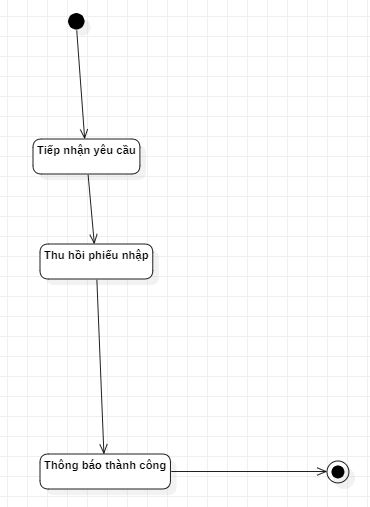 Tiếp nhận yêu cầu
Thu hồi phiếu nhập
Thông báo thành công